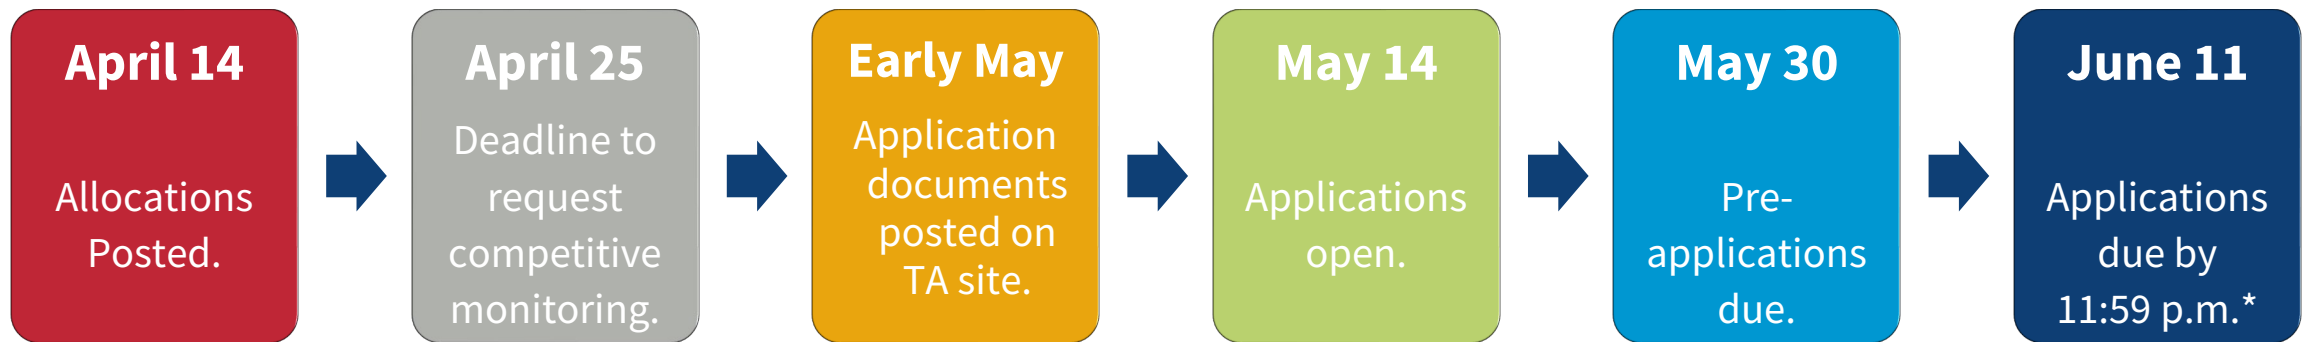 April 14
Allocations
Posted.
April 25
Deadline to
request
competitive
monitoring.
Early May
Application
documents
posted on
TA site.
May 14
Applications
open.
May 30
Pre-
applications
due.
June 11
Applications
due by
11:59 p.m.*